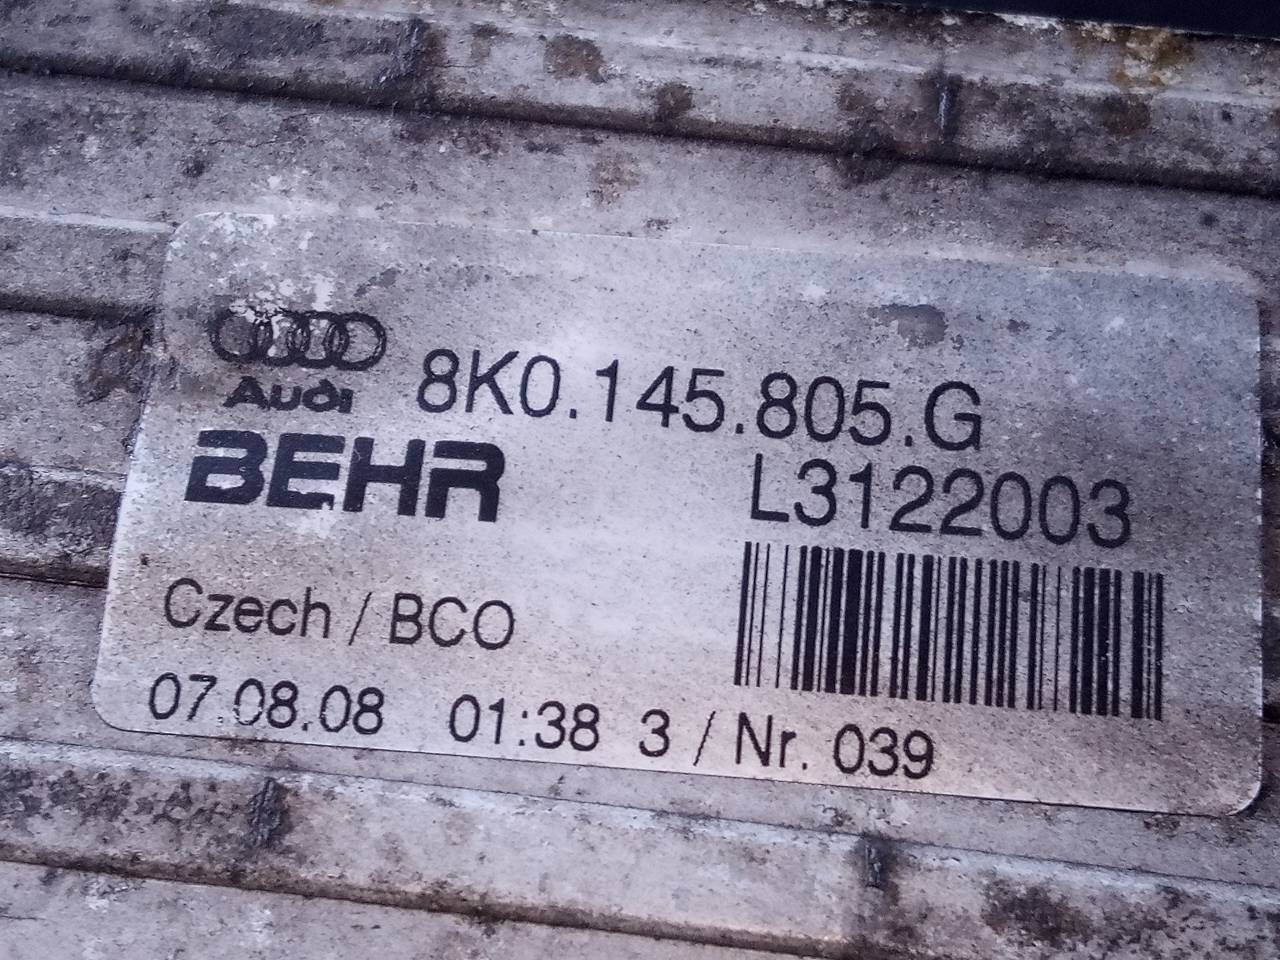 Audi 8K0.145.805.G
BEHR L3122003
Czech / BCO
07.08.08 01:38 3 / Nr. 039